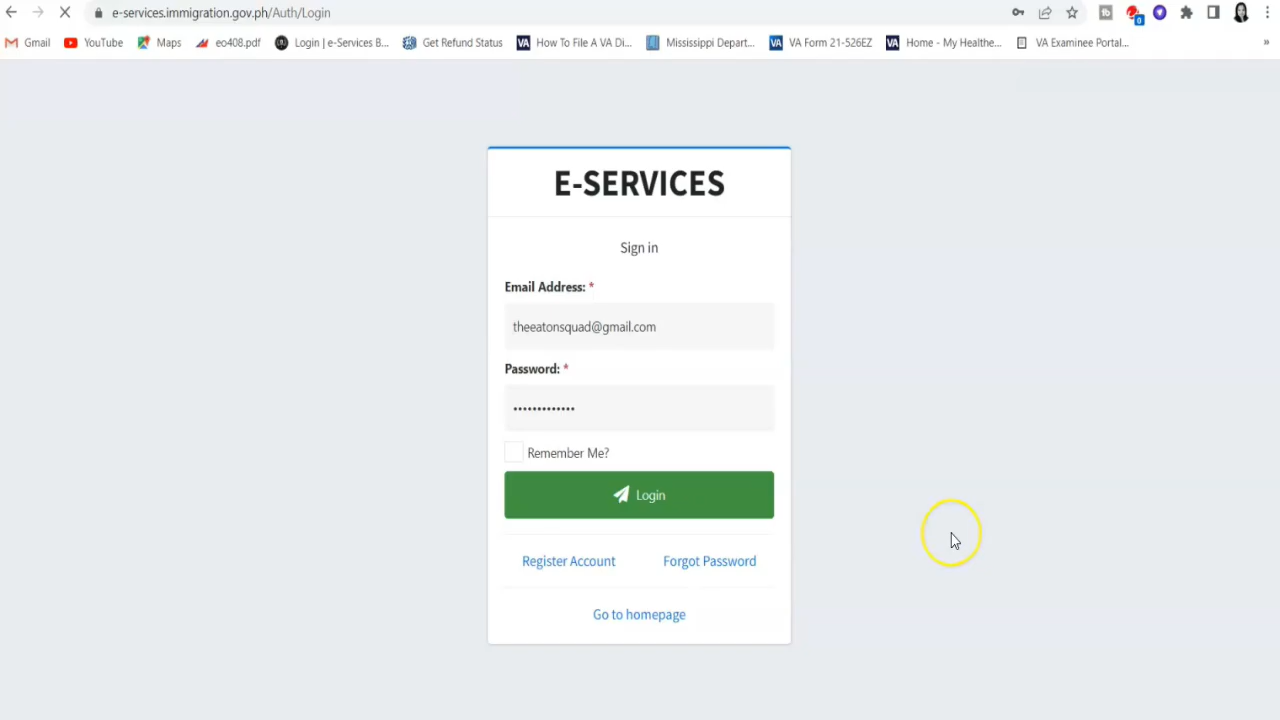 e-services.immigration.gov.ph/Auth/Login
Gmail YouTube Maps eo408.pdf Login | e-Services B... Get Refund Status How To File A VA Di... Mississippi Depart... VA Form 21-526EZ Home - My Healthe... VA Examinee Portal... »
E-SERVICES
Sign in
Email Address: *
theeatonsquad@gmail.com
Password: *
•••••••••••••
Remember Me?
Login
Register Account Forgot Password
Go to homepage